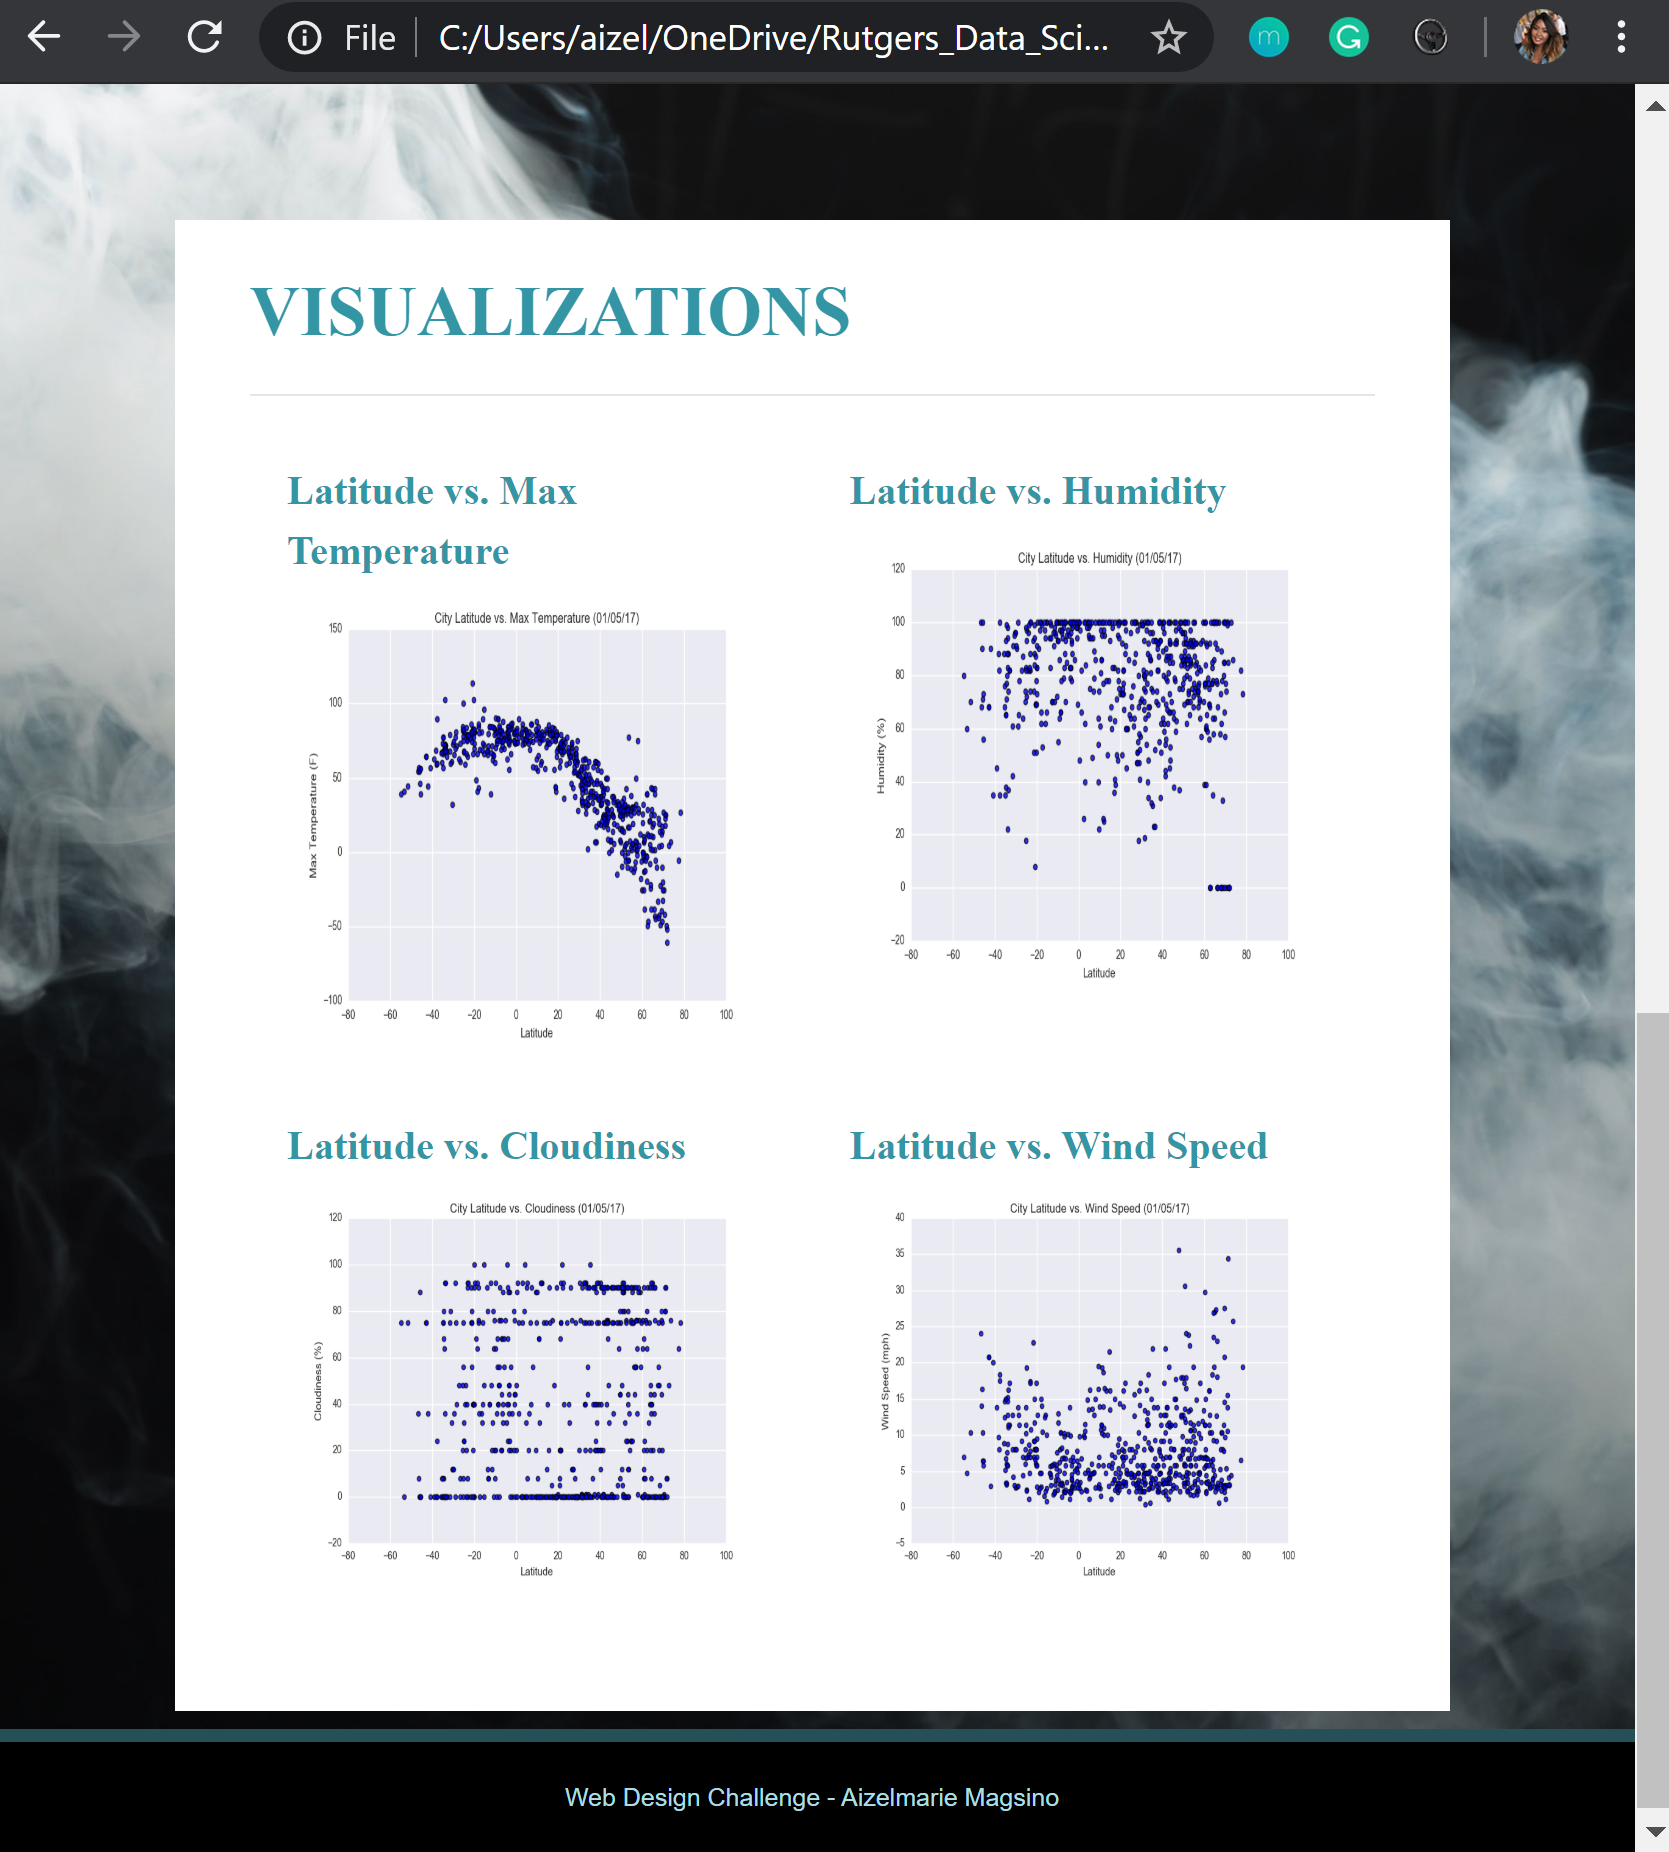 File
C:/Users/aizel/OneDrive/Rutgers_Data_Sci...
m
G
VISUALIZATIONS
Latitude vs. Max
Temperature
City Latitude vs. Max Temperature (01/05/17)
150
100
50
0
−50
−100
Max Temperature (F)
−80 −60 −40 −20 0 20 40 60 80 100
Latitude
Latitude vs. Humidity
City Latitude vs. Humidity (01/05/17)
120
100
80
60
40
20
0
−20
Humidity (%)
−80 −60 −40 −20 0 20 40 60 80 100
Latitude
Latitude vs. Cloudiness
City Latitude vs. Cloudiness (01/05/17)
120
100
80
60
40
20
0
−20
Cloudiness (%)
−80 −60 −40 −20 0 20 40 60 80 100
Latitude
Latitude vs. Wind Speed
City Latitude vs. Wind Speed (01/05/17)
40
35
30
25
20
15
10
5
0
−5
Wind Speed (mph)
−80 −60 −40 −20 0 20 40 60 80 100
Latitude
Web Design Challenge - Aizelmarie Magsino